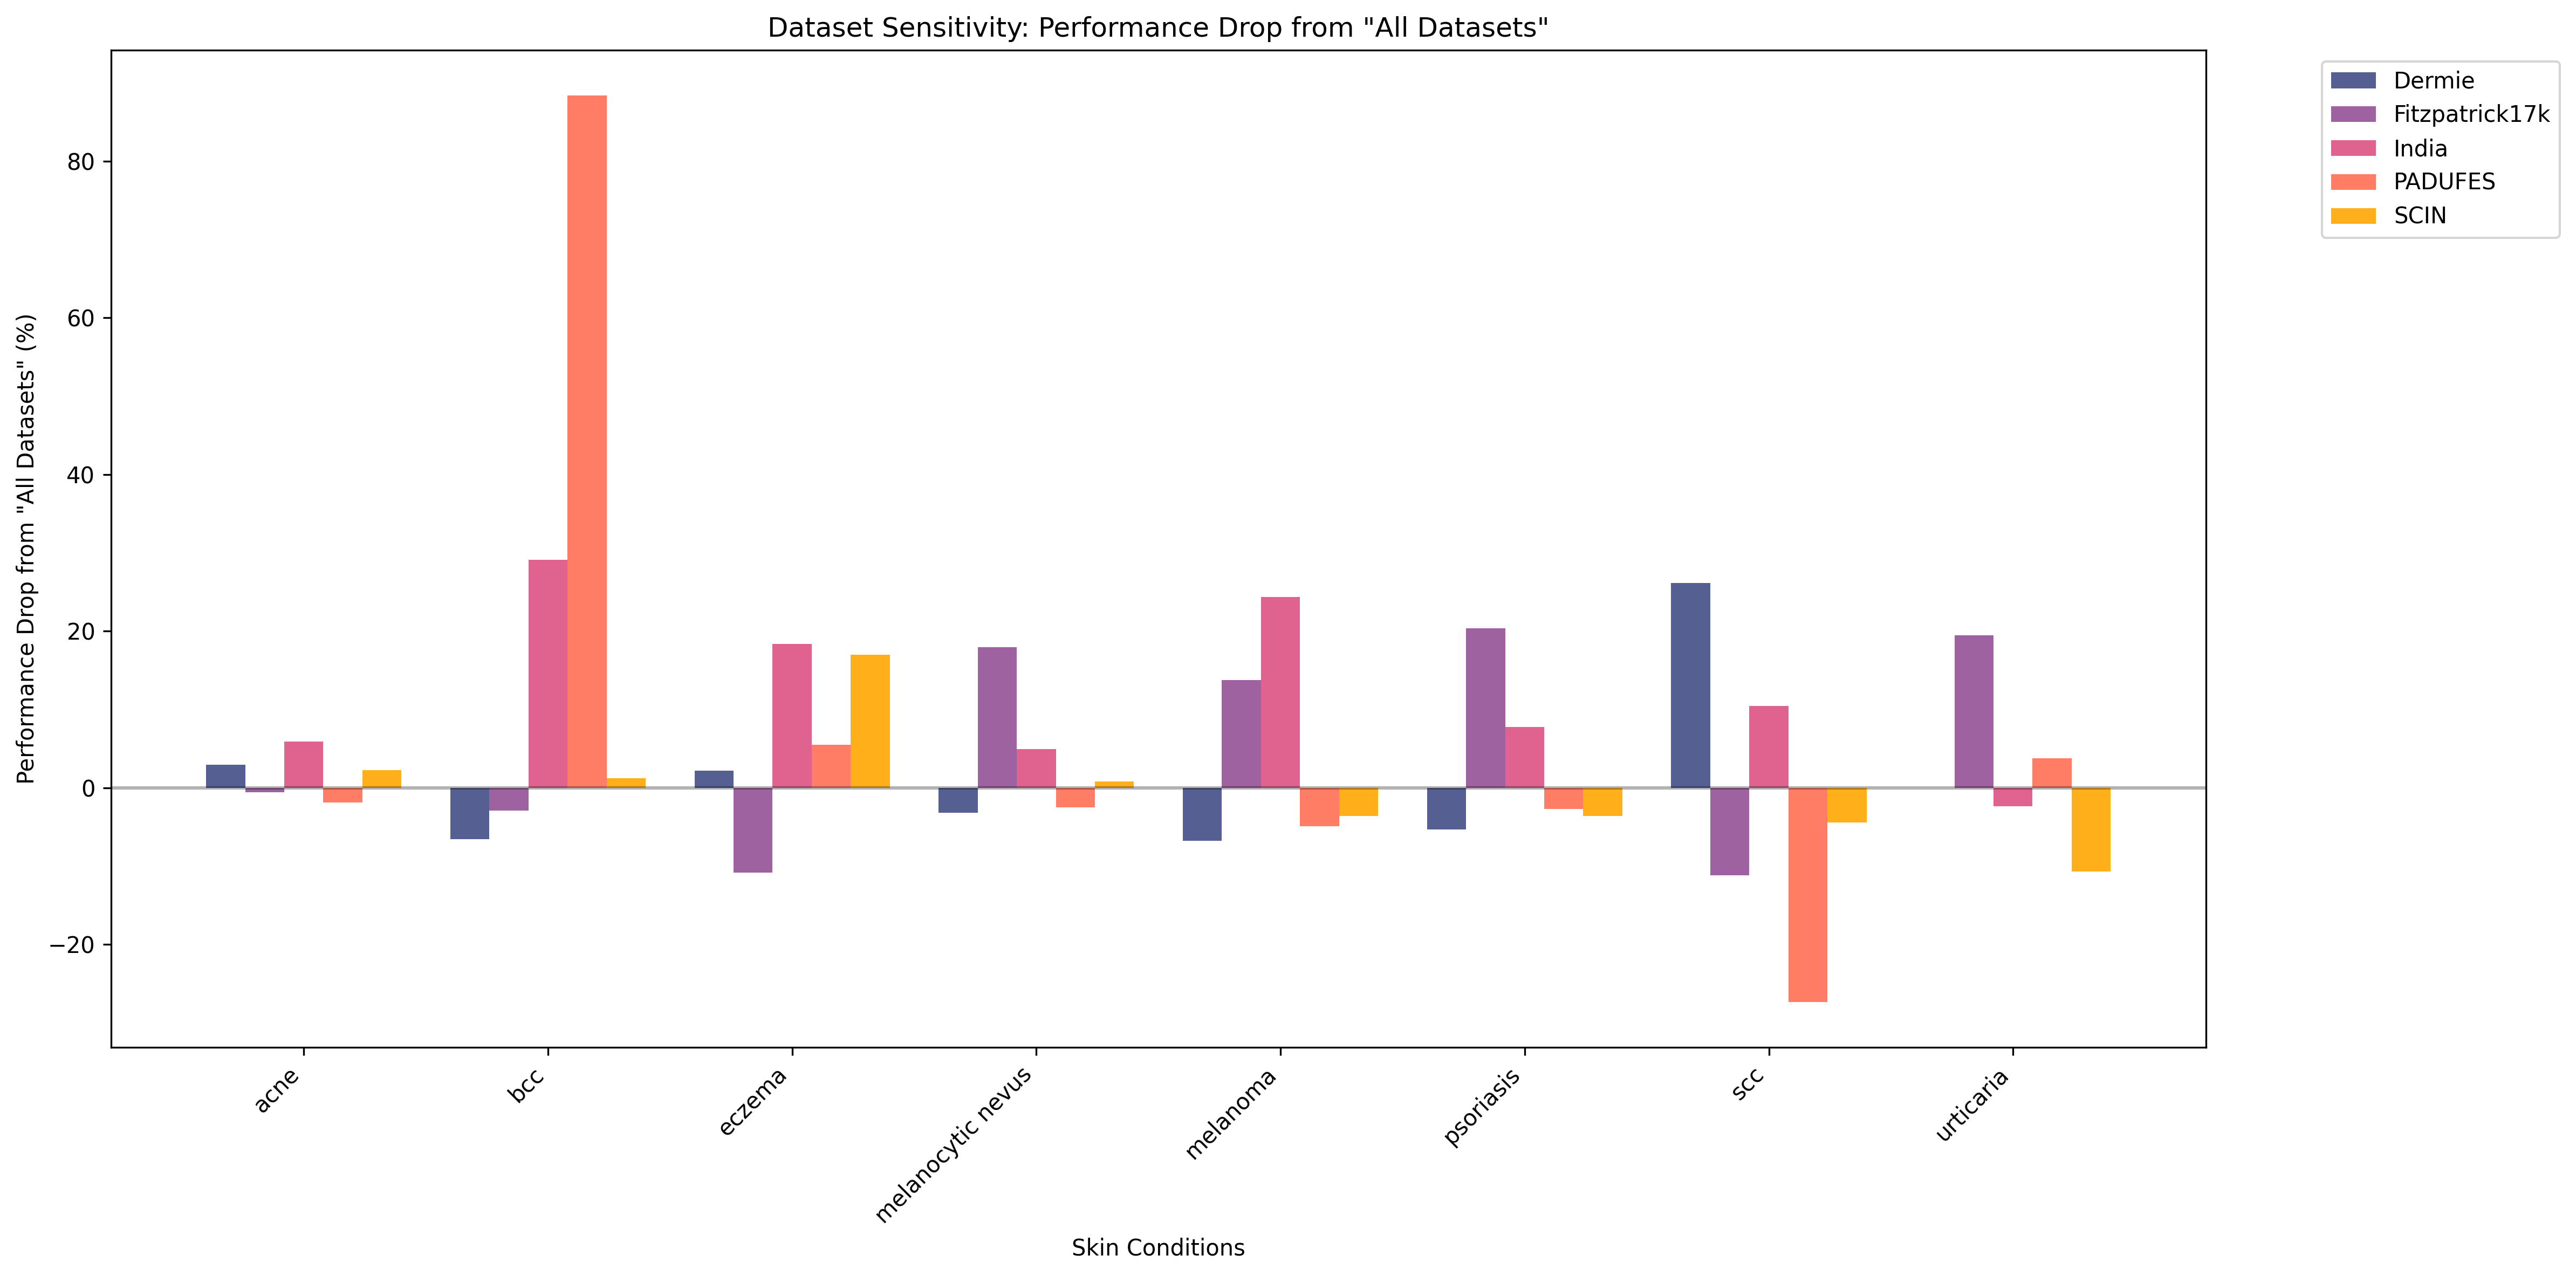 Dataset Sensitivity: Performance Drop from "All Datasets"
Dermie
Fitzpatrick17k
India
PADUFES
SCIN
Performance Drop from "All Datasets" (%)
80
60
40
20
0
−20
acne
bcc
eczema
melanocytic nevus
melanoma
psoriasis
scc
urticaria
Skin Conditions